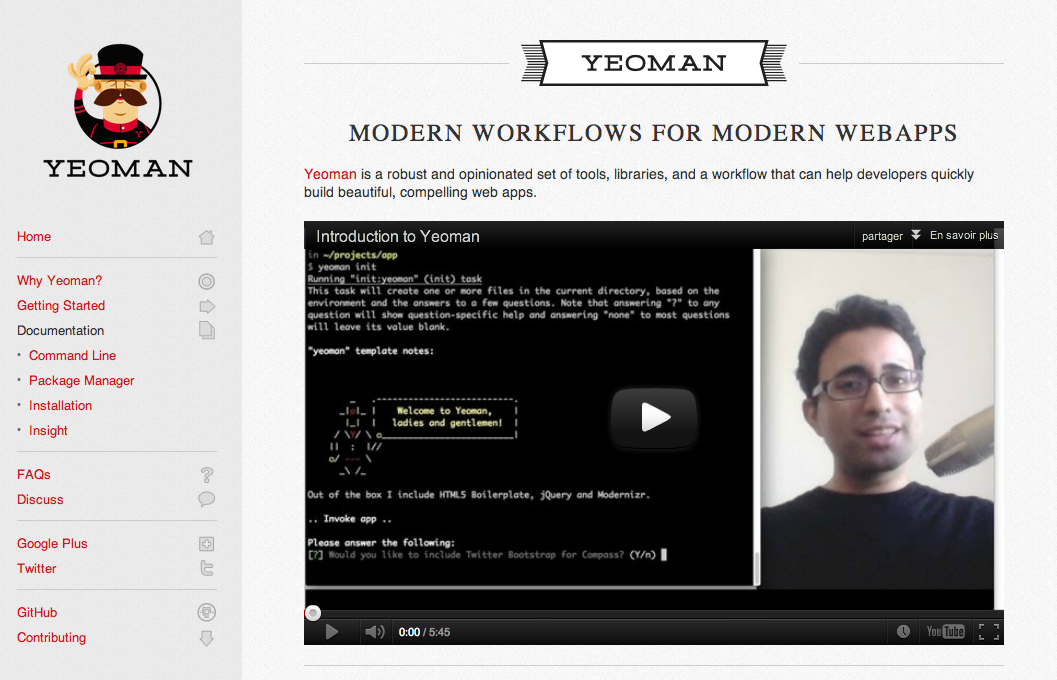 YEOMAN
Home
Why Yeoman?
Getting Started
Documentation
• Command Line
• Package Manager
• Installation
• Insight
FAQs
Discuss
Google Plus
Twitter
GitHub
Contributing
YEOMAN
MODERN WORKFLOWS FOR MODERN WEBAPPS
Yeoman is a robust and opinionated set of tools, libraries, and a workflow that can help developers quickly
build beautiful, compelling web apps.
Introduction to Yeoman
partager
En savoir plus
in ~/projects/app
$ yeoman init
Running "init:yeoman" (init) task
This task will create one or more files in the current directory, based on the
environment and the answers to a few questions. Note that answering "?" to any
question will show question-specific help and answering "none" to most questions
will leave its value blank.
"yeoman" template notes:
Welcome to Yeoman,
ladies and gentlemen!
Out of the box I include HTML5 Boilerplate, jQuery and Modernizr.
.. Invoke app ..
Please answer the following:
[?] Would you like to include Twitter Bootstrap for Compass? (Y/n)
0:00 / 5:45
YouTube